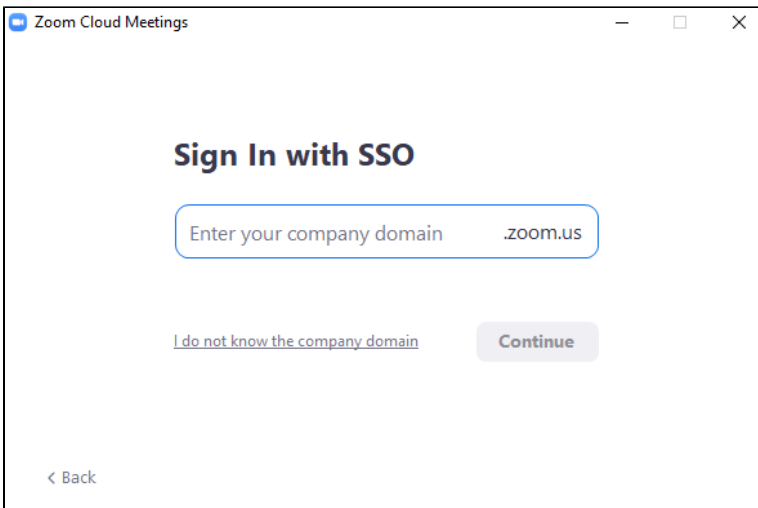 Zoom Cloud Meetings
Sign In with SSO
Enter your company domain .zoom.us
I do not know the company domain Continue
< Back